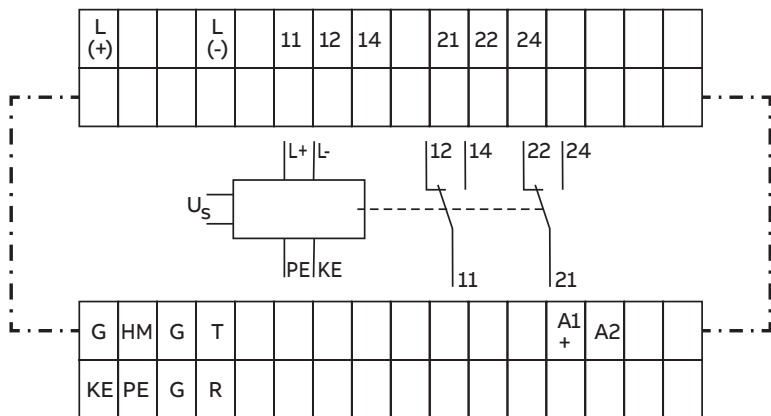 L (+) L (-) 11 12 14 21 22 24
L+ L- 12 14 22 24
Us
PE KE 11 21
G HM G T A1 + A2
KE PE G R